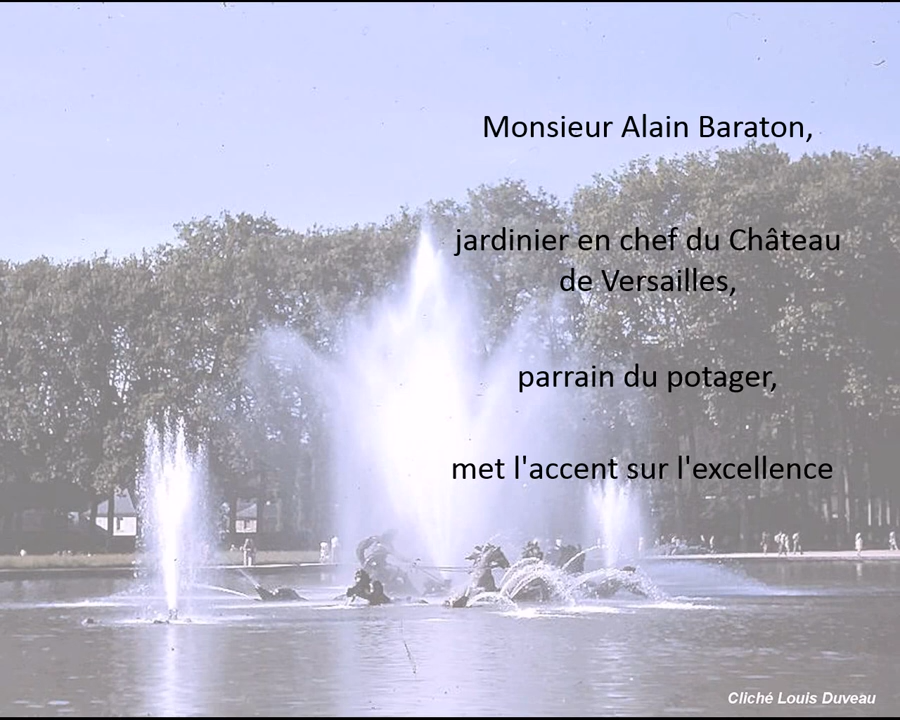 Monsieur Alain Baraton,
jardinier en chef du Château
de Versailles,
parrain du potager,
met l'accent sur l'excellence
Cliché Louis Duveau